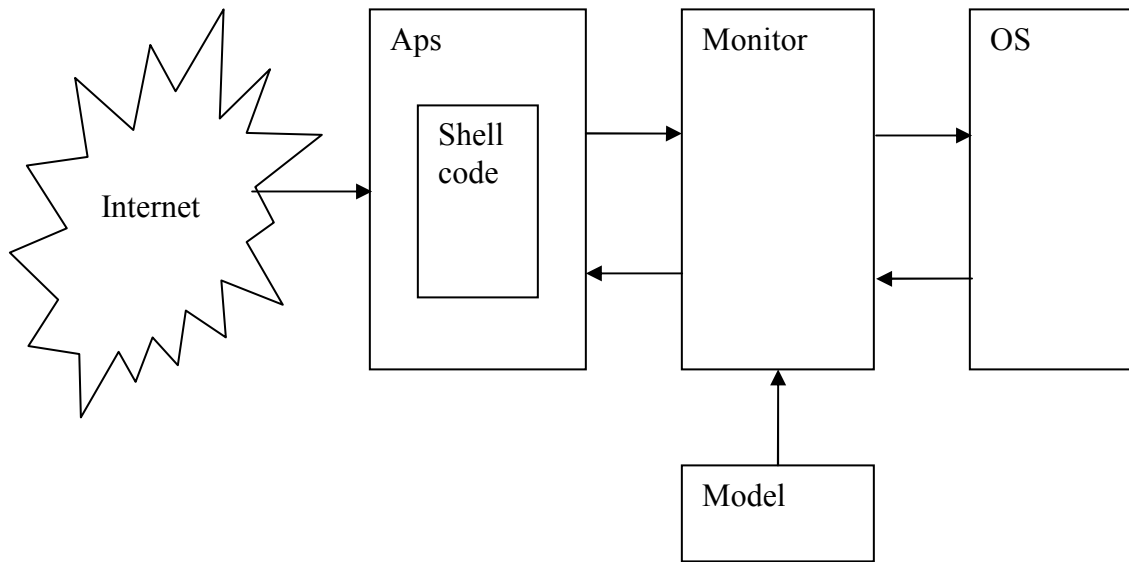 Aps
Monitor
OS
Shell
code
Internet
Model